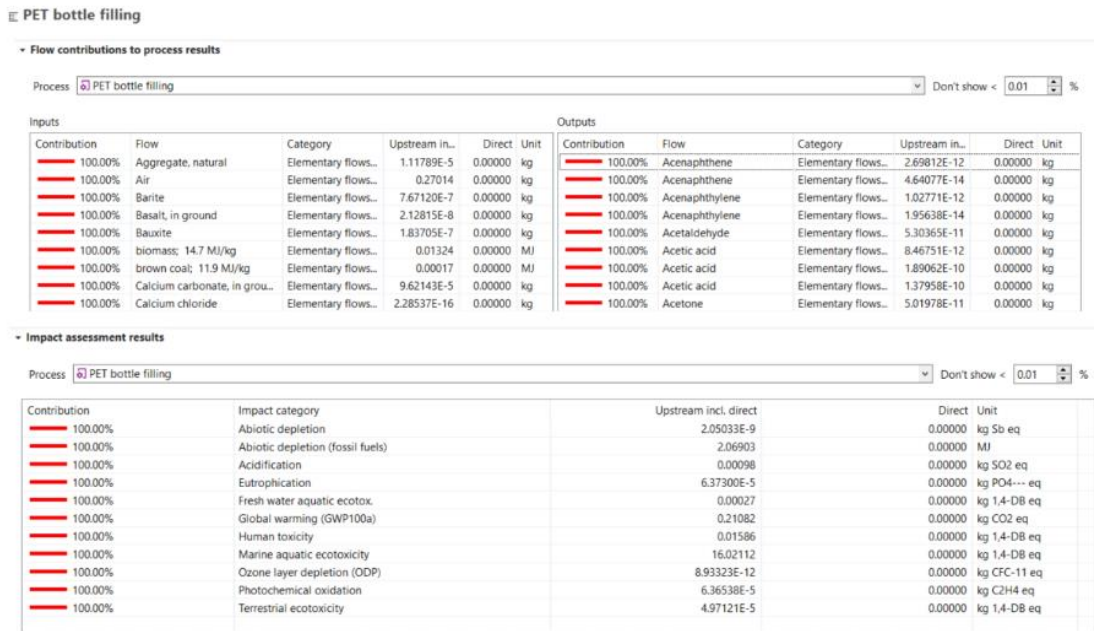 PET bottle filling
Flow contributions to process results
Process PET bottle filling Don't show < 0.01 %
Inputs Outputs
Contribution Flow Category Upstream in... Direct Unit Contribution Flow Category Upstream in... Direct Unit
100.00% Aggregate, natural Elementary flows... 1.11789E-5 0.00000 kg 100.00% Acenaphthene Elementary flows... 2.69812E-12 0.00000 kg
100.00% Air Elementary flows... 0.27014 0.00000 kg 100.00% Acenaphthene Elementary flows... 4.64077E-14 0.00000 kg
100.00% Barite Elementary flows... 7.67120E-7 0.00000 kg 100.00% Acenaphthylene Elementary flows... 1.02771E-12 0.00000 kg
100.00% Basalt, in ground Elementary flows... 2.12815E-8 0.00000 kg 100.00% Acenaphthylene Elementary flows... 1.95638E-14 0.00000 kg
100.00% Bauxite Elementary flows... 1.83705E-7 0.00000 kg 100.00% Acetaldehyde Elementary flows... 5.30365E-11 0.00000 kg
100.00% biomass; 14.7 MJ/kg Elementary flows... 0.01324 0.00000 MJ 100.00% Acetic acid Elementary flows... 8.46751E-12 0.00000 kg
100.00% brown coal; 11.9 MJ/kg Elementary flows... 0.00017 0.00000 MJ 100.00% Acetic acid Elementary flows... 1.89062E-10 0.00000 kg
100.00% Calcium carbonate, in grou... Elementary flows... 9.62143E-5 0.00000 kg 100.00% Acetic acid Elementary flows... 1.37958E-10 0.00000 kg
100.00% Calcium chloride Elementary flows... 2.28537E-16 0.00000 kg 100.00% Acetone Elementary flows... 5.01978E-11 0.00000 kg
Impact assessment results
Process PET bottle filling Don't show < 0.01 %
Contribution Impact category Upstream incl. direct Direct Unit
100.00% Abiotic depletion 2.05033E-9 0.00000 kg Sb eq
100.00% Abiotic depletion (fossil fuels) 2.06903 0.00000 MJ
100.00% Acidification 0.00098 0.00000 kg SO2 eq
100.00% Eutrophication 6.37300E-5 0.00000 kg PO4--- eq
100.00% Fresh water aquatic ecotox. 0.00027 0.00000 kg 1,4-DB eq
100.00% Global warming (GWP100a) 0.21082 0.00000 kg CO2 eq
100.00% Human toxicity 0.01586 0.00000 kg 1,4-DB eq
100.00% Marine aquatic ecotoxicity 16.02112 0.00000 kg 1,4-DB eq
100.00% Ozone layer depletion (ODP) 8.93323E-12 0.00000 kg CFC-11 eq
100.00% Photochemical oxidation 6.36538E-5 0.00000 kg C2H4 eq
100.00% Terrestrial ecotoxicity 4.97121E-5 0.00000 kg 1,4-DB eq